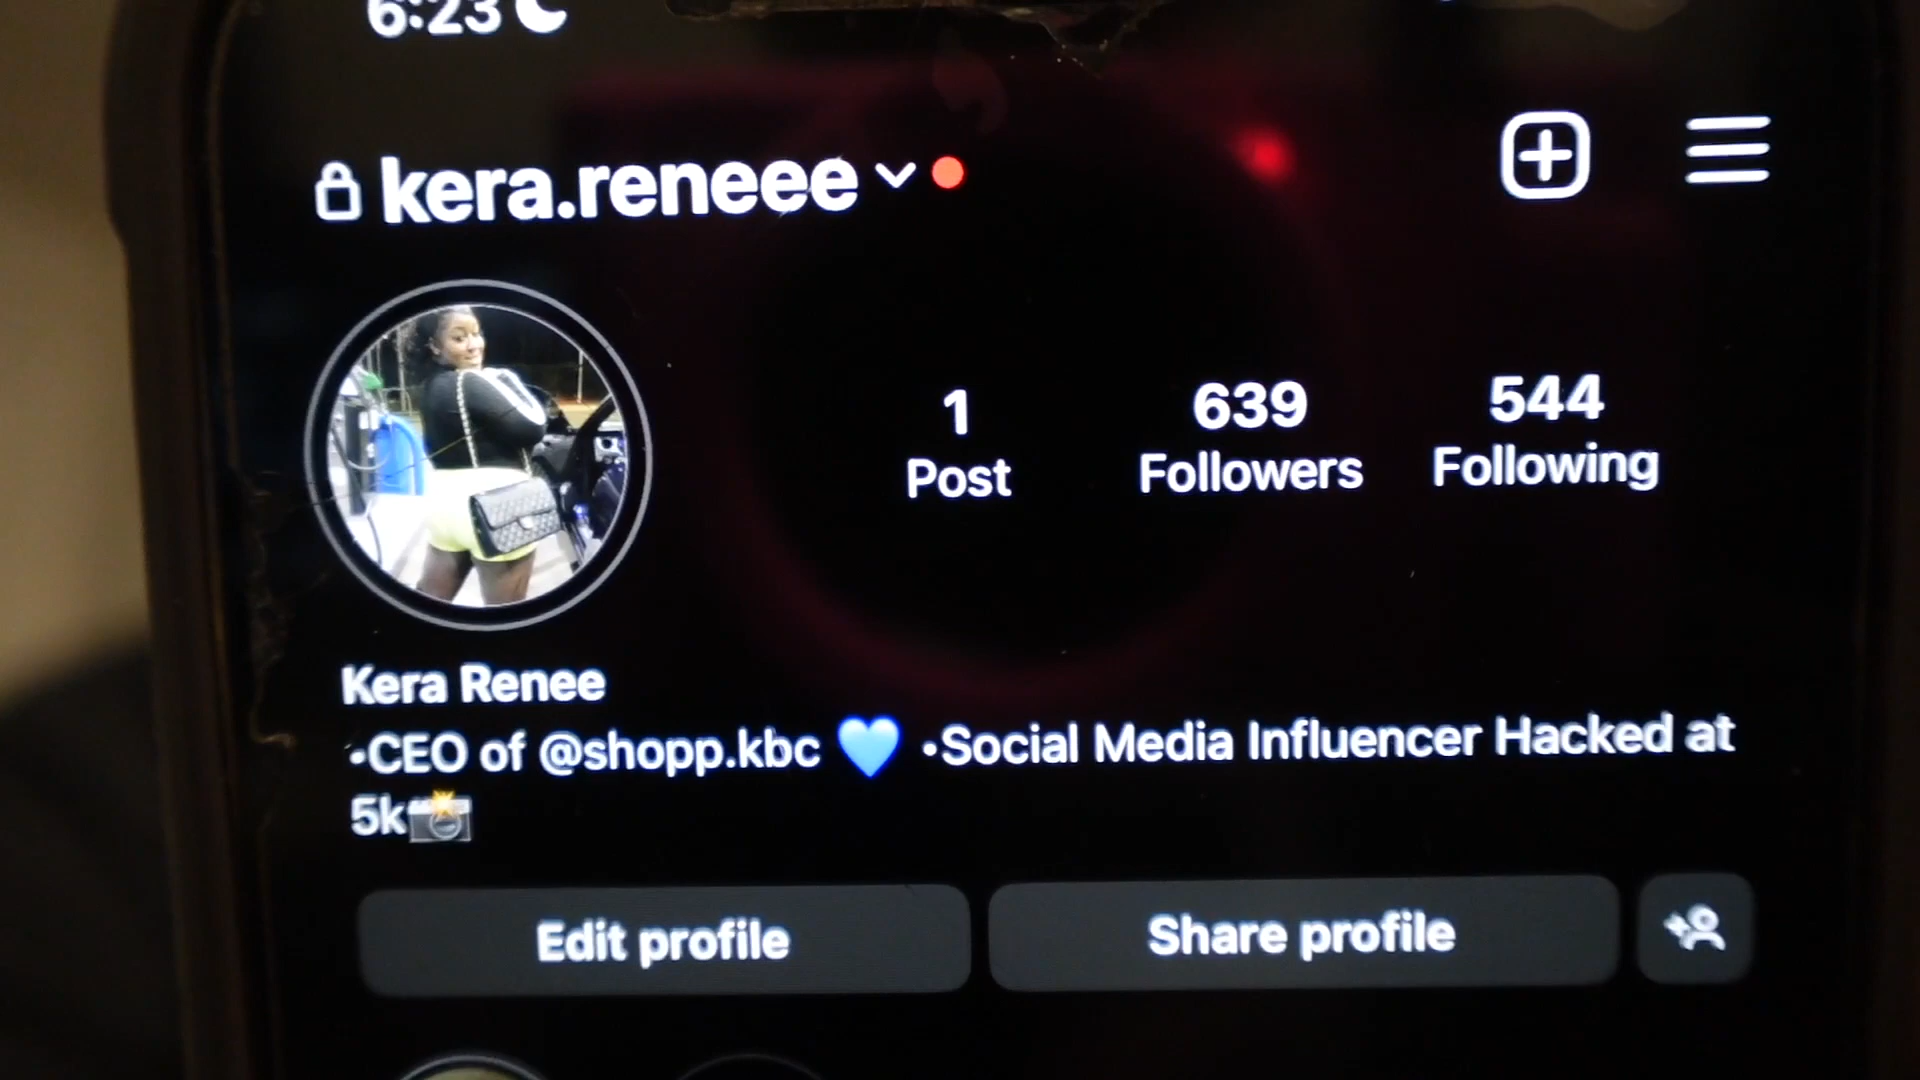 6:23
kera.reneee
1 639 544
Post Followers Following
Kera Renee
•CEO of @shopp.kbc 💙 •Social Media Influencer Hacked at
5k📸
Edit profile Share profile